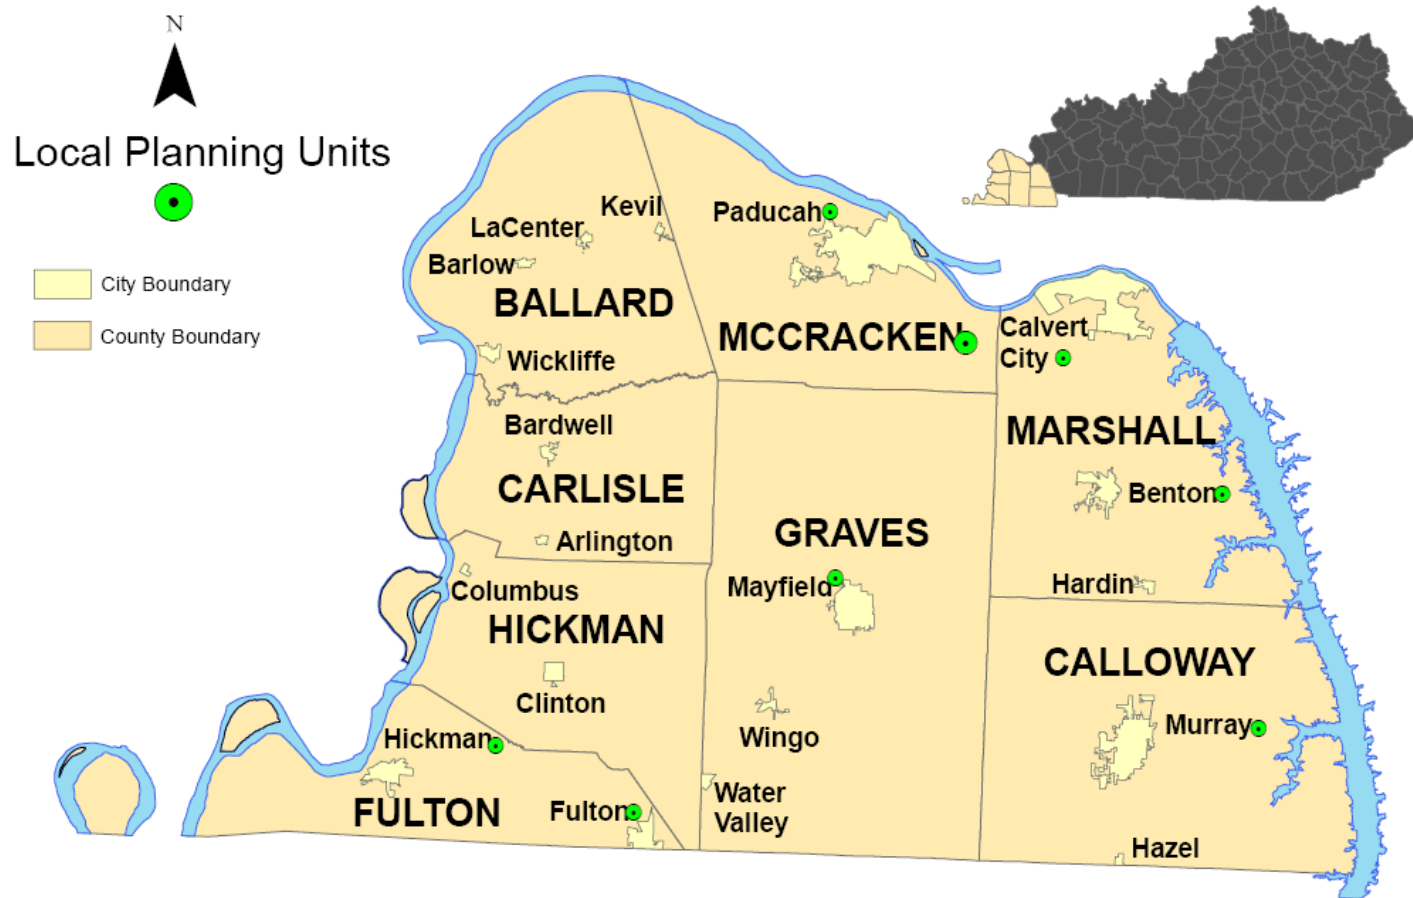 N
Local Planning Units
City Boundary
County Boundary
Kevil
LaCenter
Barlow
BALLARD
Wickliffe
Paducah
MCCRACKEN
Calvert
City
MARSHALL
Benton
Hardin
Bardwell
CARLISLE
Arlington
GRAVES
Mayfield
Wingo
Water
Valley
Columbus
HICKMAN
Clinton
CALLOWAY
Murray
Hazel
Hickman
FULTON
Fulton